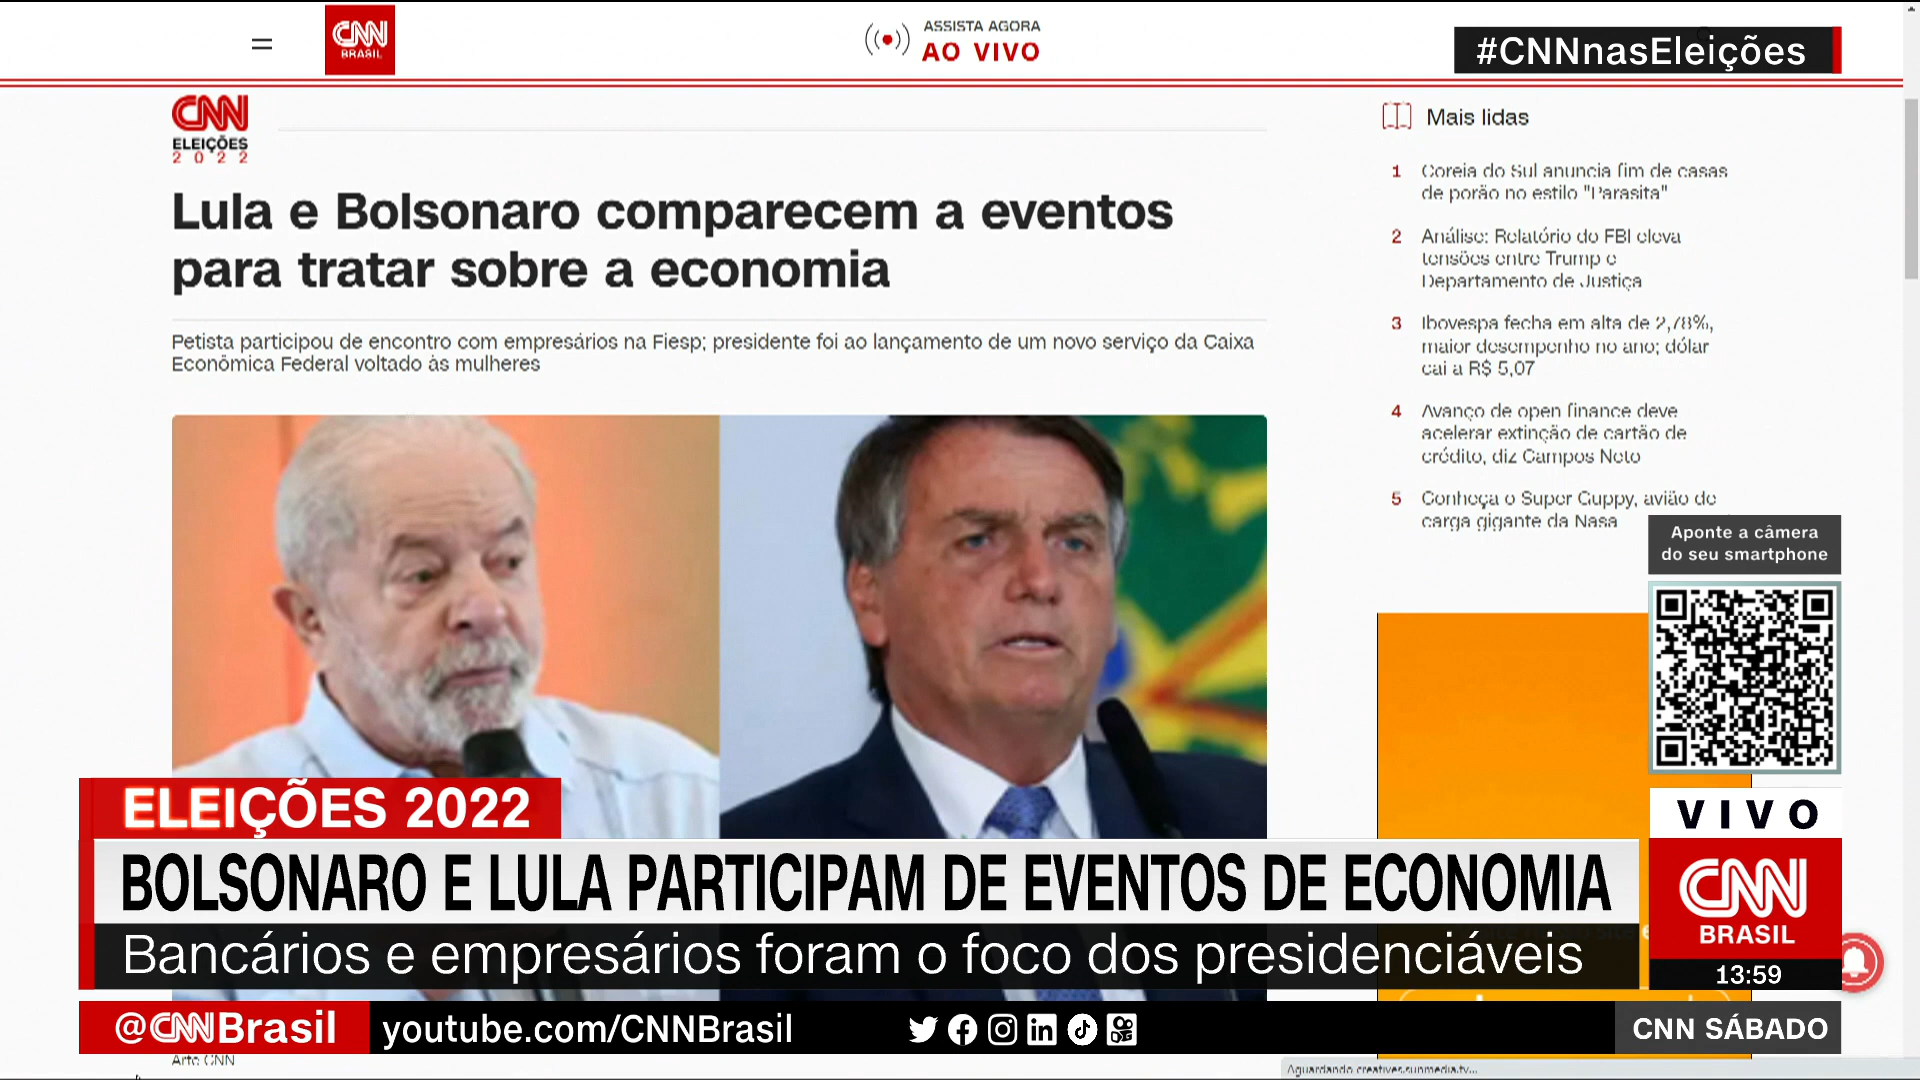 CNN
BRASIL
ASSISTA AGORA
AO VIVO
#CNNnasEleições
CNN
ELEIÇÕES
2022
Lula e Bolsonaro comparecem a eventos
para tratar sobre a economia
Petista participou de encontro com empresários na Fiesp; presidente foi ao lançamento de um novo serviço da Caixa
Econômica Federal voltado às mulheres
Mais lidas
1 Coreia do Sul anuncia fim de casas
de porão no estilo "Parasita"
2 Análise: Relatório do FBI eleva
tensões entre Trump e
Departamento de Justiça
3 Ibovespa fecha em alta de 2,78%,
maior desempenho no ano; dólar
cai a R$ 5,07
4 Avanço de open finance deve
acelerar extinção de cartão de
crédito, diz Campos Neto
5 Conheça o Super Guppy, avião de
carga gigante da Nasa
Aponte a câmera
do seu smartphone
ELEIÇÕES 2022
BOLSONARO E LULA PARTICIPAM DE EVENTOS DE ECONOMIA
Bancários e empresários foram o foco dos presidenciáveis
VIVO
CNN
BRASIL
13:59
@CNNBrasil
youtube.com/CNNBrasil
CNN SÁBADO
Arte CNN
Aguardando creatives.sunmedia.tv...